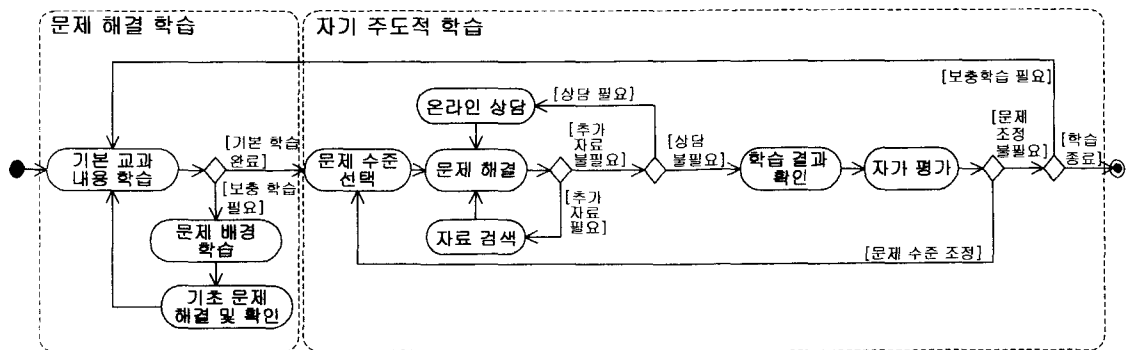 문제 해결 학습
기본 교과
내용 학습
[기본 학습
완료]
[보충 학습
필요]
문제 배경
학습
기초 문제
해결 및 확인
자기 주도적 학습
[보충학습 필요]
온라인 상담
[상담 필요]
문제 수준
선택
문제 해결
자료 검색
[추가
자료
불필요]
[추가
자료
필요]
[상담
불필요]
학습 결과
확인
자가 평가
[문제
조정
불필요]
[학습
종료]
[문제 수준 조정]